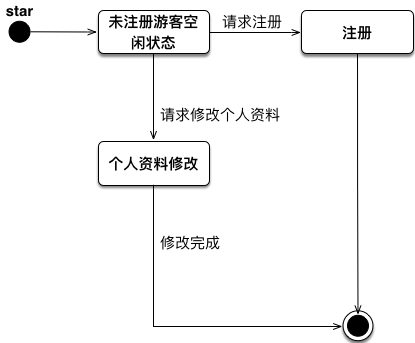 star
未注册游客空
闲状态
请求注册
注册
请求修改个人资料
个人资料修改
修改完成